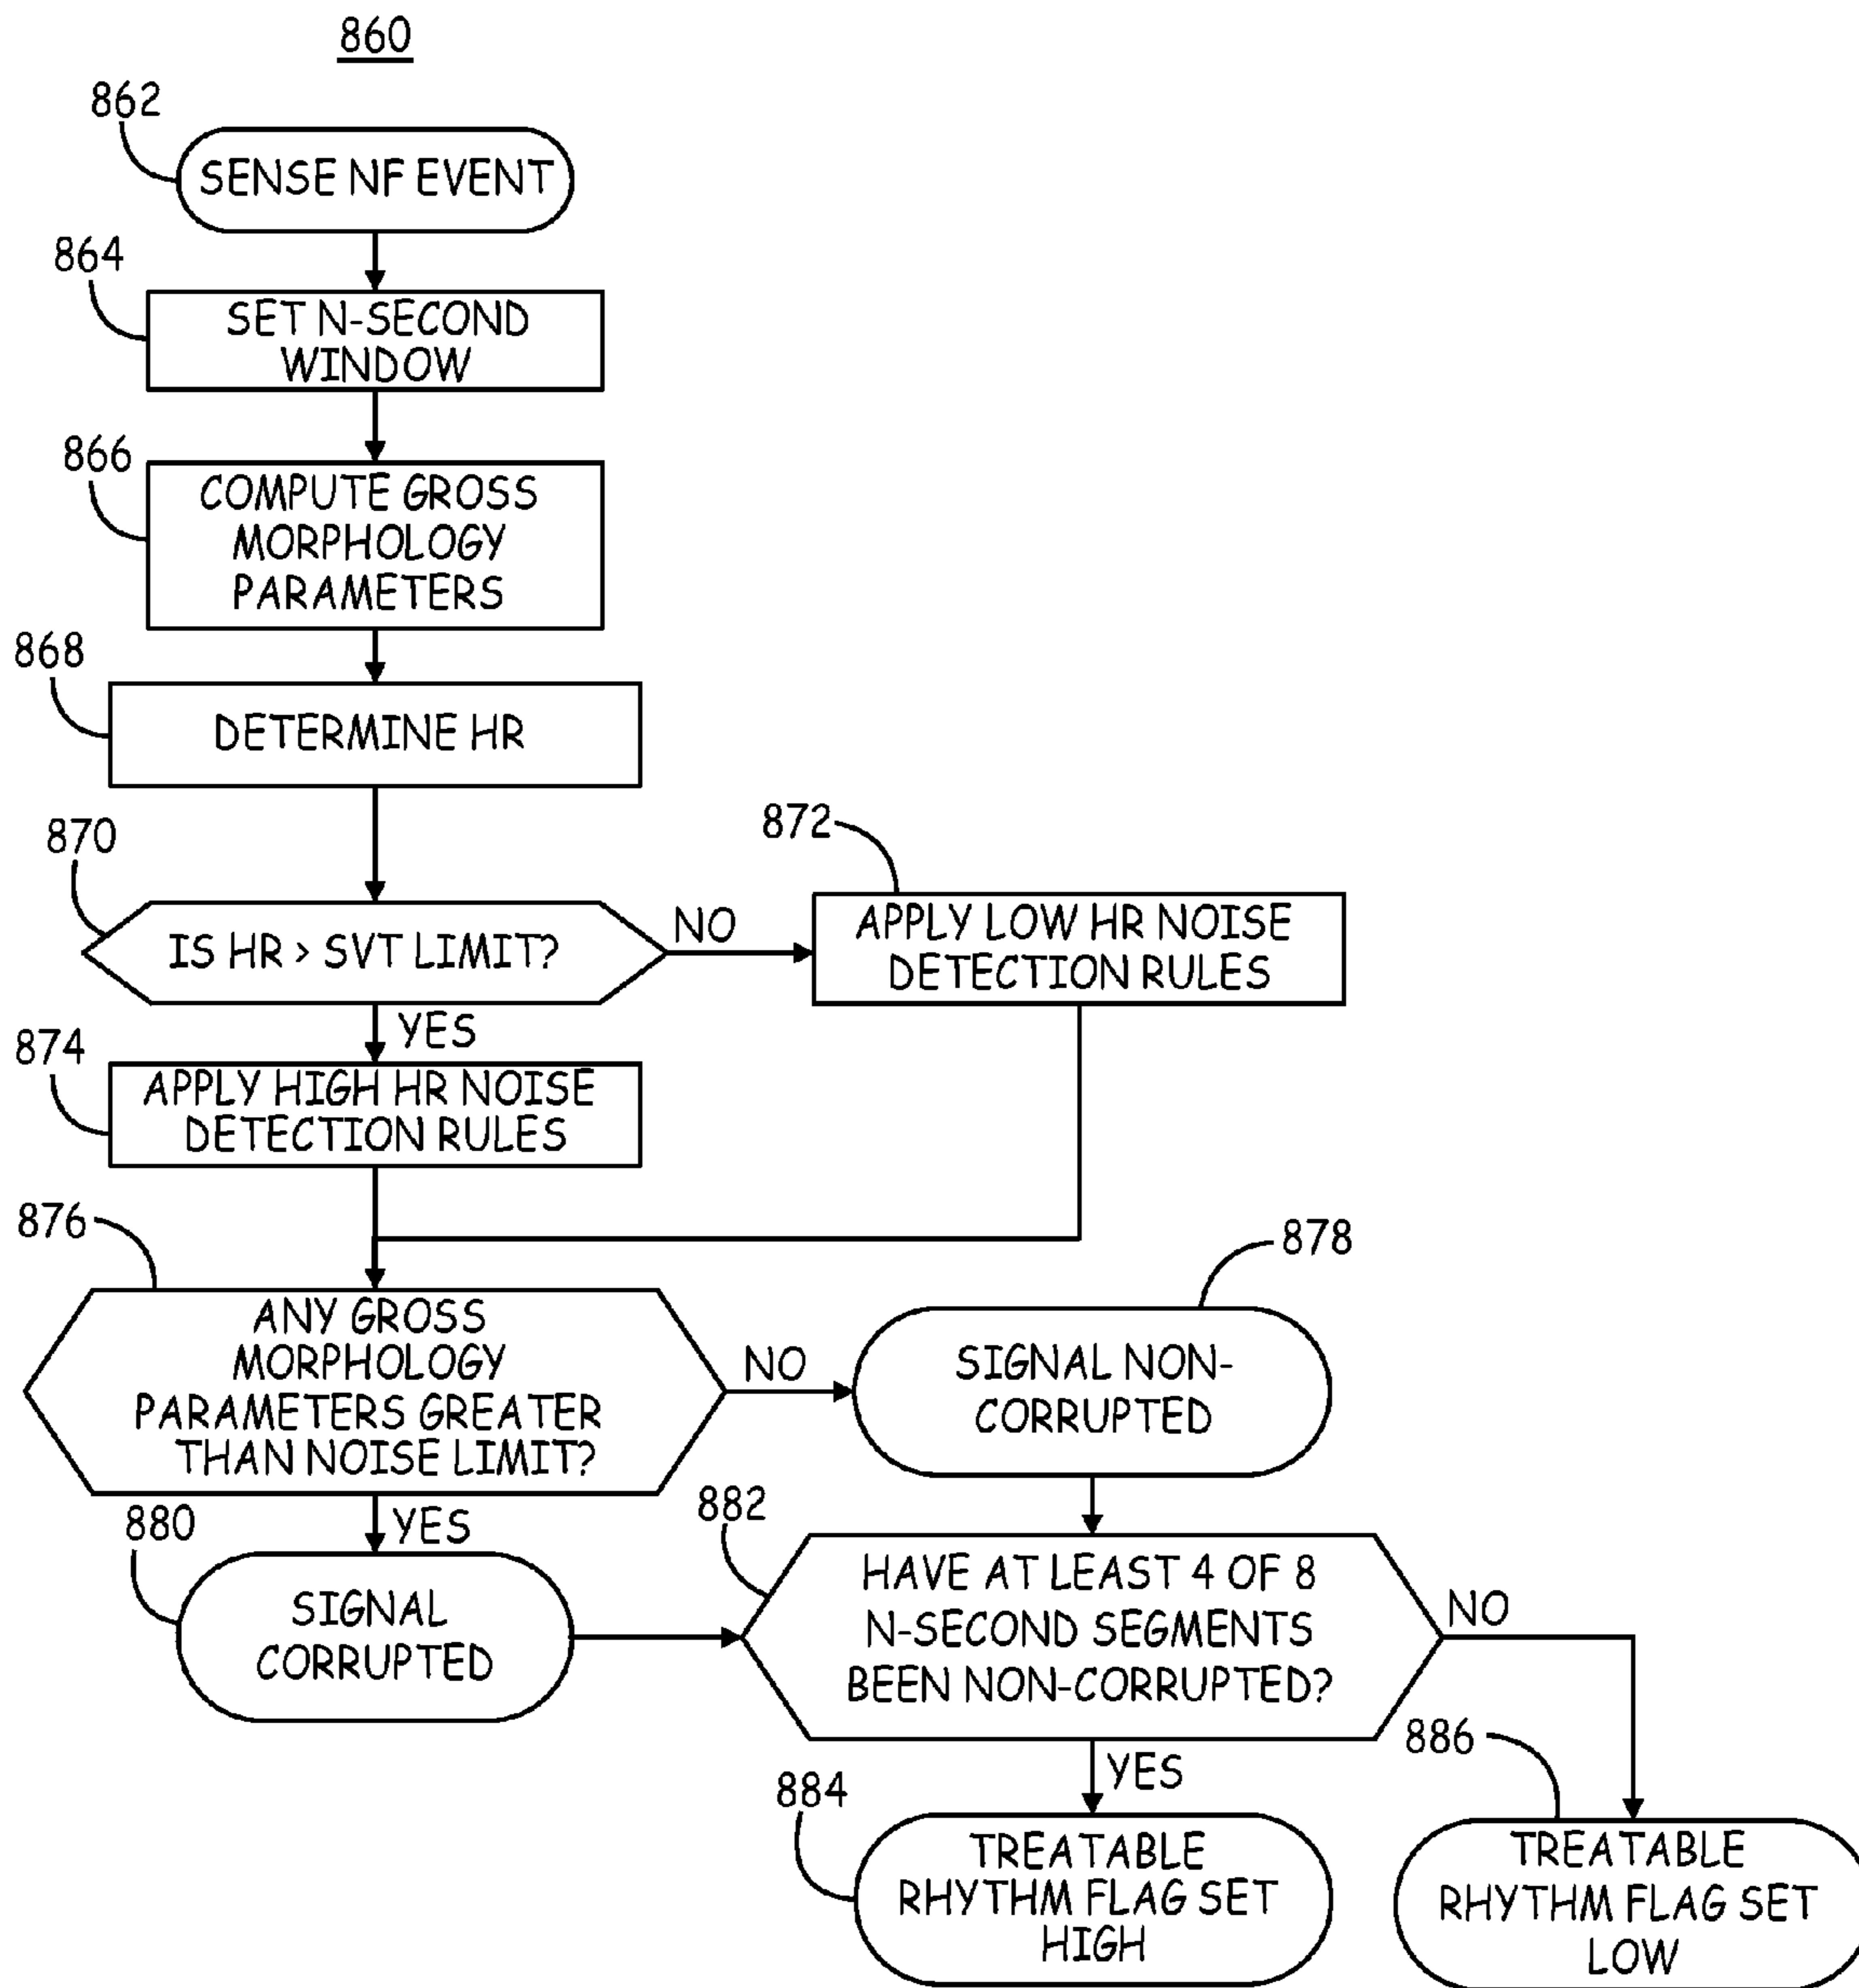 860
862
SENSE NF EVENT
864
SET N-SECOND
WINDOW
866
COMPUTE GROSS
MORPHOLOGY
PARAMETERS
868
DETERMINE HR
870
IS HR > SVT LIMIT?
NO
872
APPLY LOW HR NOISE
DETECTION RULES
YES
874
APPLY HIGH HR NOISE
DETECTION RULES
876
ANY GROSS
MORPHOLOGY
PARAMETERS GREATER
THAN NOISE LIMIT?
NO
878
SIGNAL NON-
CORRUPTED
YES
880
SIGNAL
CORRUPTED
882
HAVE AT LEAST 4 OF 8
N-SECOND SEGMENTS
BEEN NON-CORRUPTED?
NO
YES
884
TREATABLE
RHYTHM FLAG SET
HIGH
886
TREATABLE
RHYTHM FLAG SET
LOW